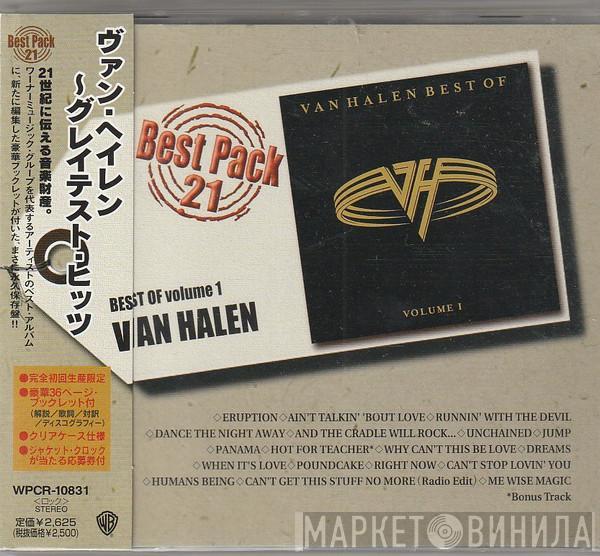 Best Pack
21
ヴァン・ヘイレン
~グレイテスト・ヒッツ
21世紀に伝える音楽財産。
ワーナーミュージック・グループを代表するアーティストのベスト・アルバム
に、新たに編集した豪華ブックレットが付いた、まさに永久保存盤!!
●完全初回生産限定
●豪華36ページ・
ブックレット付
(解説/歌詞/対訳
/ディスコグラフィー)
●クリアケース仕様
●ジャケット・クロック
が当たる応募券付
WPCR-10831
<ロック>
STEREO
定価¥2,625
(税抜価格¥2,500)
Best Pack
21
BEST OF volume 1
VAN HALEN
VAN HALEN BEST OF
VH
VOLUME I
◇ERUPTION◇AIN'T TALKIN' 'BOUT LOVE◇RUNNIN' WITH THE DEVIL
◇DANCE THE NIGHT AWAY◇AND THE CRADLE WILL ROCK...◇UNCHAINED◇JUMP
◇PANAMA◇HOT FOR TEACHER*◇WHY CAN'T THIS BE LOVE◇DREAMS
◇WHEN IT'S LOVE◇POUNDCAKE◇RIGHT NOW◇CAN'T STOP LOVIN' YOU
◇HUMANS BEING◇CAN'T GET THIS STUFF NO MORE (Radio Edit)◇ME WISE MAGIC
*Bonus Track
МАРКЕТ ВИНИЛА